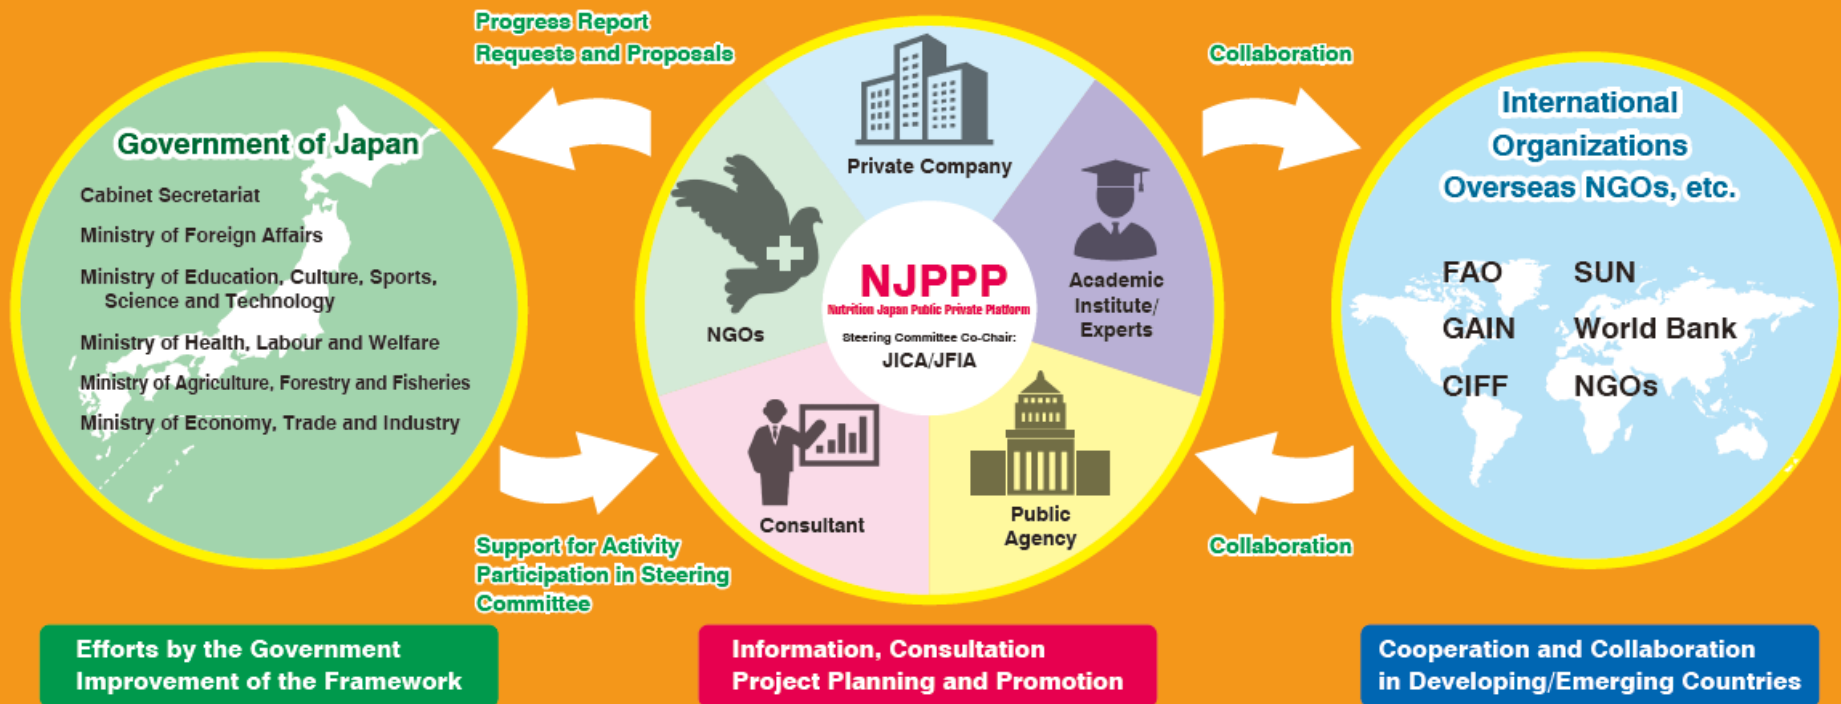 Progress Report
Requests and Proposals
Collaboration
Government of Japan
Cabinet Secretariat
Ministry of Foreign Affairs
Ministry of Education, Culture, Sports,
Science and Technology
Ministry of Health, Labour and Welfare
Ministry of Agriculture, Forestry and Fisheries
Ministry of Economy, Trade and Industry
Private Company
Academic
Institute/
Experts
Public
Agency
Consultant
NGOs
NJPPP
Nutrition Japan Public Private Platform
Steering Committee Co-Chair:
JICA/JFIA
International
Organizations
Overseas NGOs, etc.
FAO SUN
GAIN World Bank
CIFF NGOs
Support for Activity
Participation in Steering
Committee
Collaboration
Efforts by the Government
Improvement of the Framework
Information, Consultation
Project Planning and Promotion
Cooperation and Collaboration
in Developing/Emerging Countries